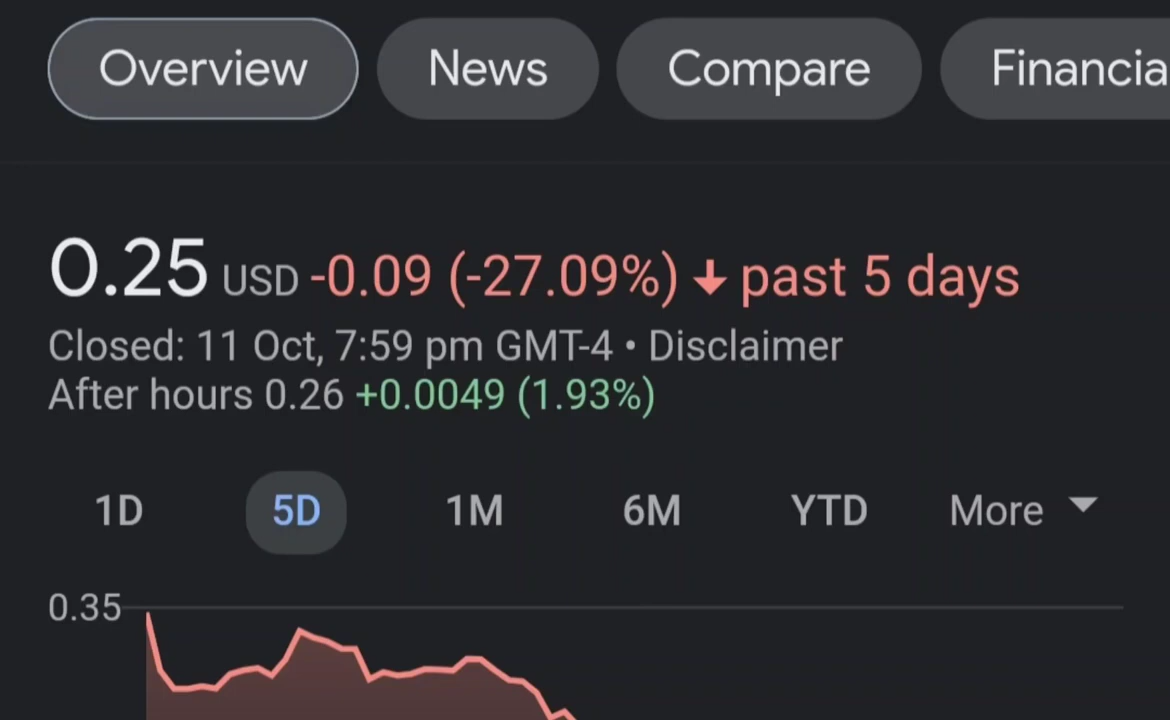 Overview News Compare Financia
0.25 USD -0.09 (-27.09%) ↓ past 5 days
Closed: 11 Oct, 7:59 pm GMT-4 • Disclaimer
After hours 0.26 +0.0049 (1.93%)
1D 5D 1M 6M YTD More
0.35